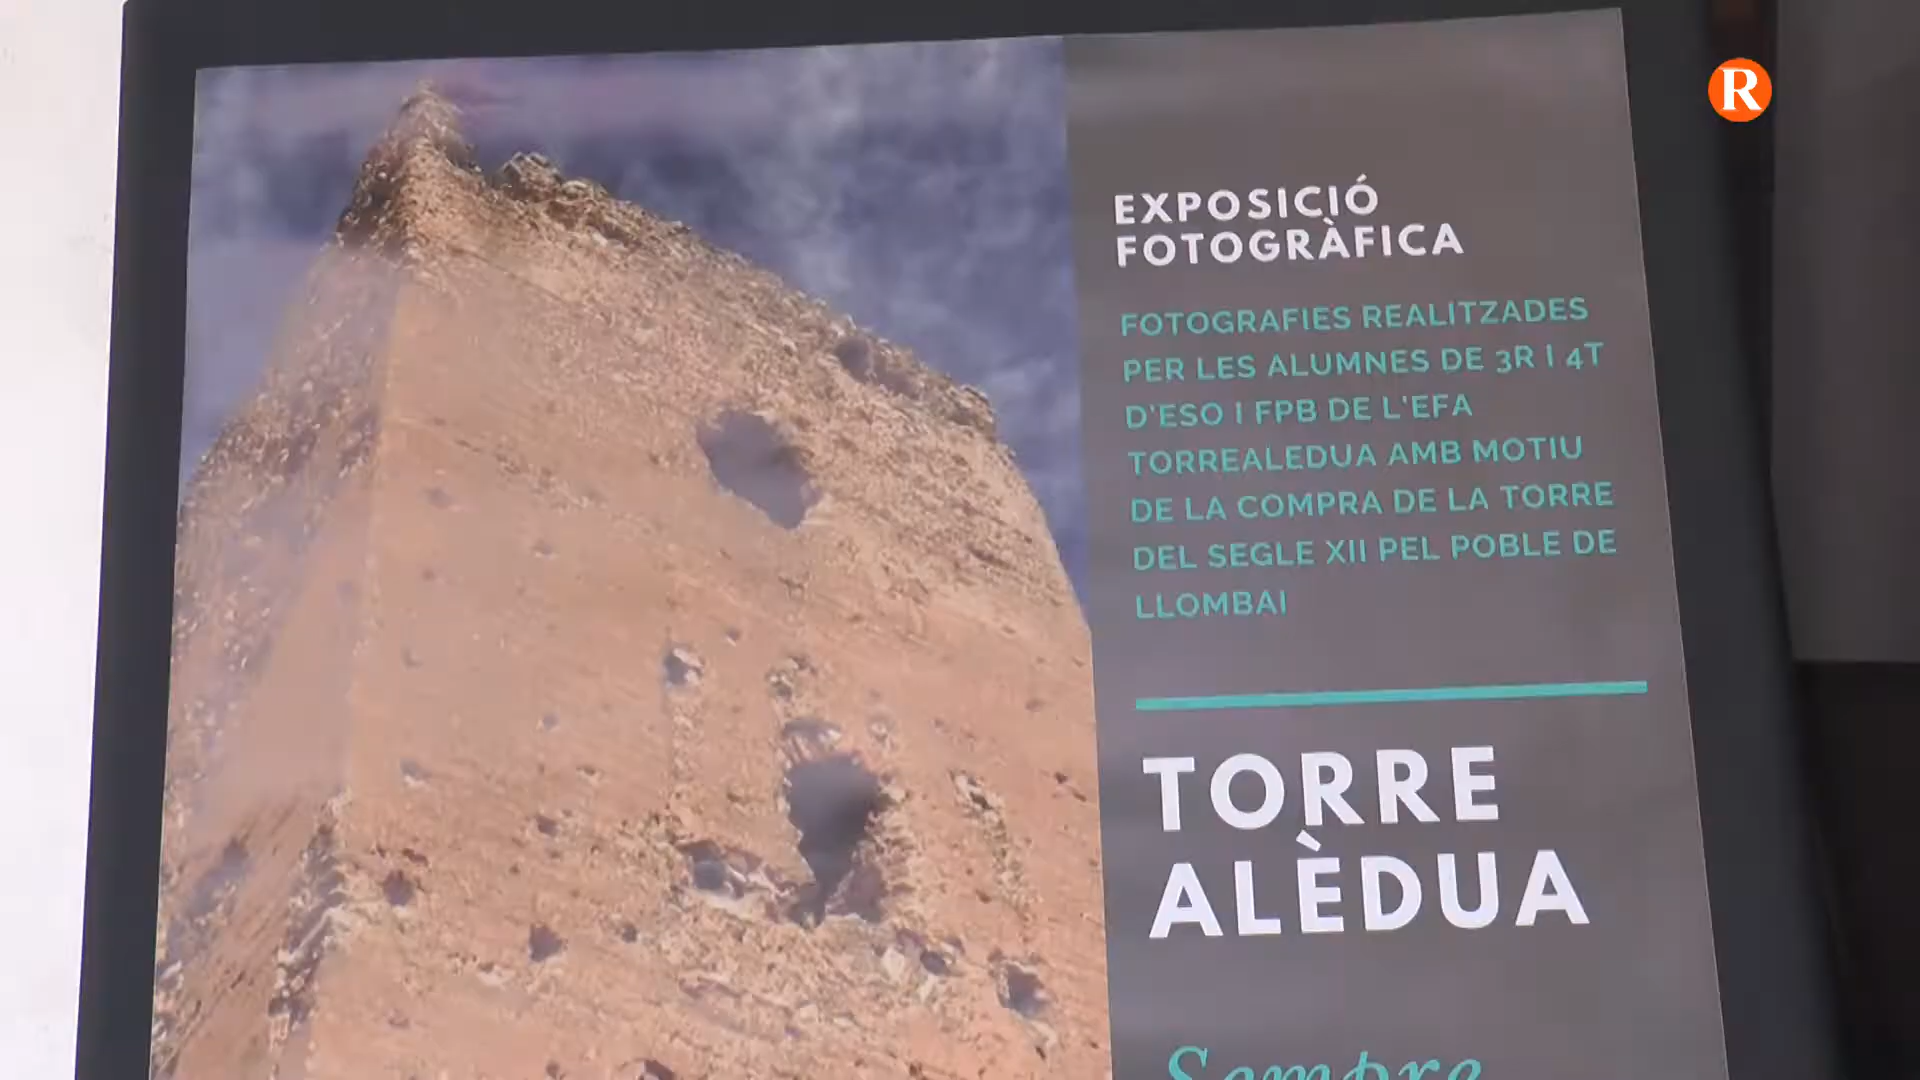 R
EXPOSICIÓ
FOTOGRÀFICA
FOTOGRAFIES REALITZADES
PER LES ALUMNES DE 3R I 4T
D'ESO I FPB DE L'EFA
TORREALEDUA AMB MOTIU
DE LA COMPRA DE LA TORRE
DEL SEGLE XII PEL POBLE DE
LLOMBAI
TORRE
ALÈDUA
Sempre